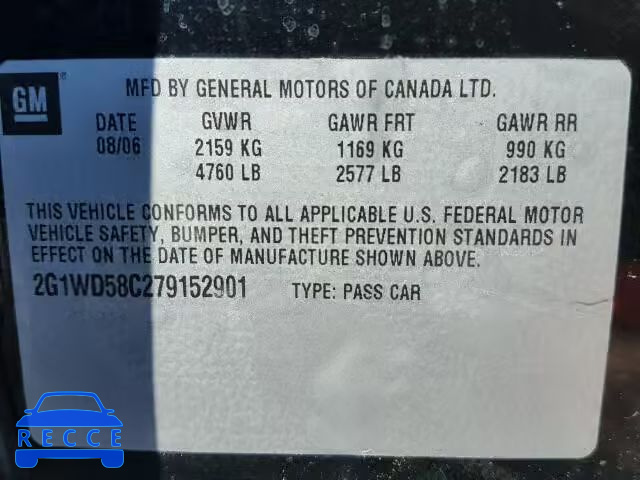 GM ®
MFD BY GENERAL MOTORS OF CANADA LTD.
DATE GVWR GAWR FRT GAWR RR
08/06 2159 KG 1169 KG 990 KG
4760 LB 2577 LB 2183 LB
THIS VEHICLE CONFORMS TO ALL APPLICABLE U.S. FEDERAL MOTOR
VEHICLE SAFETY, BUMPER, AND THEFT PREVENTION STANDARDS IN
EFFECT ON THE DATE OF MANUFACTURE SHOWN ABOVE.
2G1WD58C279152901 TYPE: PASS CAR
RECCE